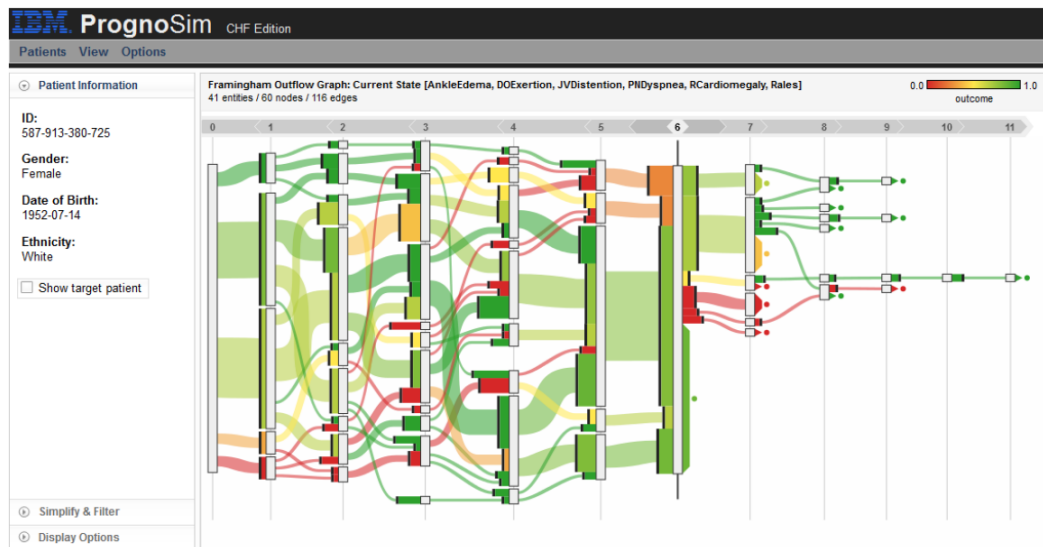 IBM. PrognoSim CHF Edition
Patients View Options
Patient Information
ID:
587-913-380-725
Gender:
Female
Date of Birth:
1952-07-14
Ethnicity:
White
Show target patient
Simplify & Filter
Display Options
Framingham Outflow Graph: Current State [AnkleEdema, DOExertion, JVDistention, PNDyspnea, RCardiomegaly, Rales]
41 entities / 60 nodes / 116 edges
0.0 1.0
outcome
0 1 2 3 4 5 6 7 8 9 10 11